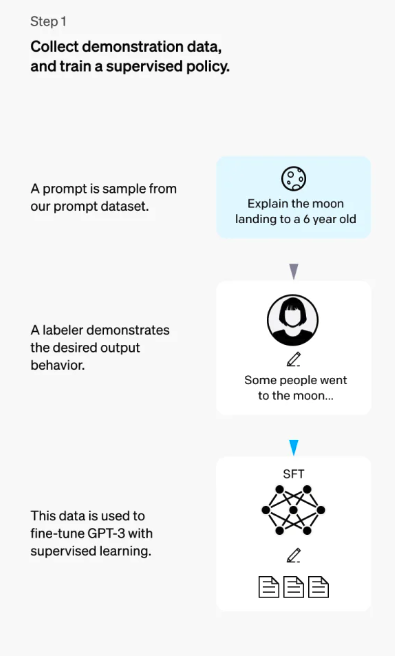 Step 1
Collect demonstration data,
and train a supervised policy.
A prompt is sample from
our prompt dataset.
Explain the moon
landing to a 6 year old
A labeler demonstrates
the desired output
behavior.
Some people went
to the moon...
This data is used to
fine-tune GPT-3 with
supervised learning.
SFT